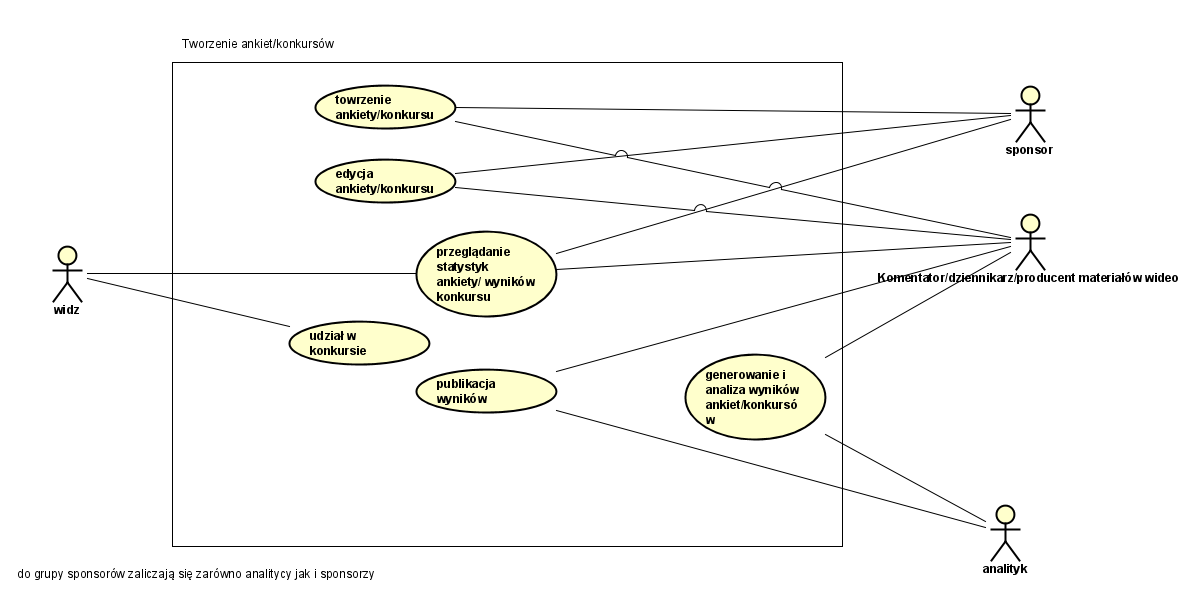 Tworzenie ankiet/konkursów
towrzenie
ankiety/konkursu
sponsor
edycja
ankiety/konkursu
przeglądanie
statystyk
ankiety/ wyników
konkursu
Komentator/dziennikarz/producent materiałów wideo
widz
udział w
konkursie
publikacja
wyników
generowanie i
analiza wyników
ankiet/konkursó
w
analityk
do grupy sponsorów zaliczają się zarówno analitycy jak i sponsorzy